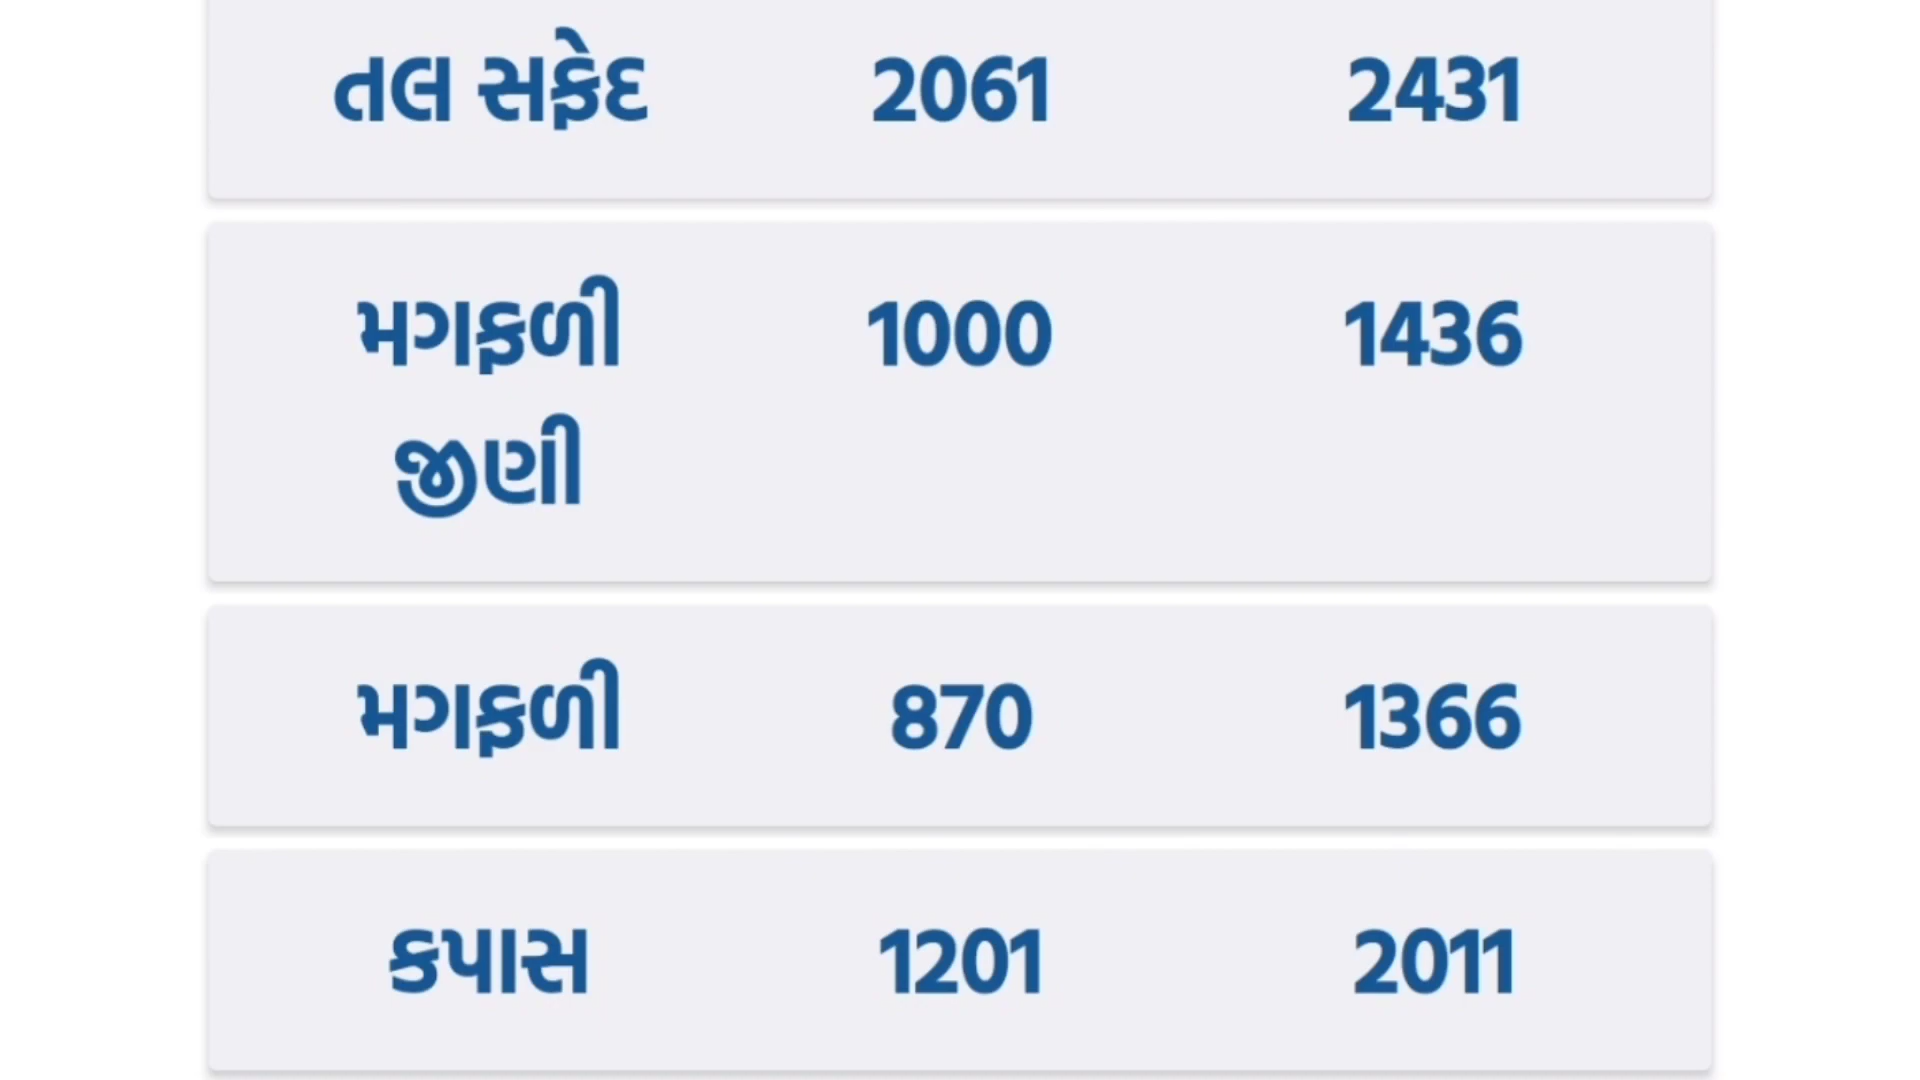 તલ સફેદ 2061 2431
મગફળી 1000 1436
જીણી
મગફળી 870 1366
કપાસ 1201 2011